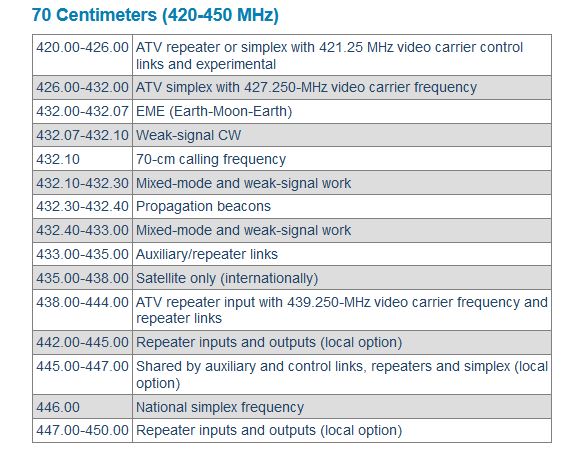 70 Centimeters (420-450 MHz)
420.00-426.00 ATV repeater or simplex with 421.25 MHz video carrier control
links and experimental
426.00-432.00 ATV simplex with 427.250-MHz video carrier frequency
432.00-432.07 EME (Earth-Moon-Earth)
432.07-432.10 Weak-signal CW
432.10 70-cm calling frequency
432.10-432.30 Mixed-mode and weak-signal work
432.30-432.40 Propagation beacons
432.40-433.00 Mixed-mode and weak-signal work
433.00-435.00 Auxiliary/repeater links
435.00-438.00 Satellite only (internationally)
438.00-444.00 ATV repeater input with 439.250-MHz video carrier frequency and
repeater links
442.00-445.00 Repeater inputs and outputs (local option)
445.00-447.00 Shared by auxiliary and control links, repeaters and simplex (local
option)
446.00 National simplex frequency
447.00-450.00 Repeater inputs and outputs (local option)